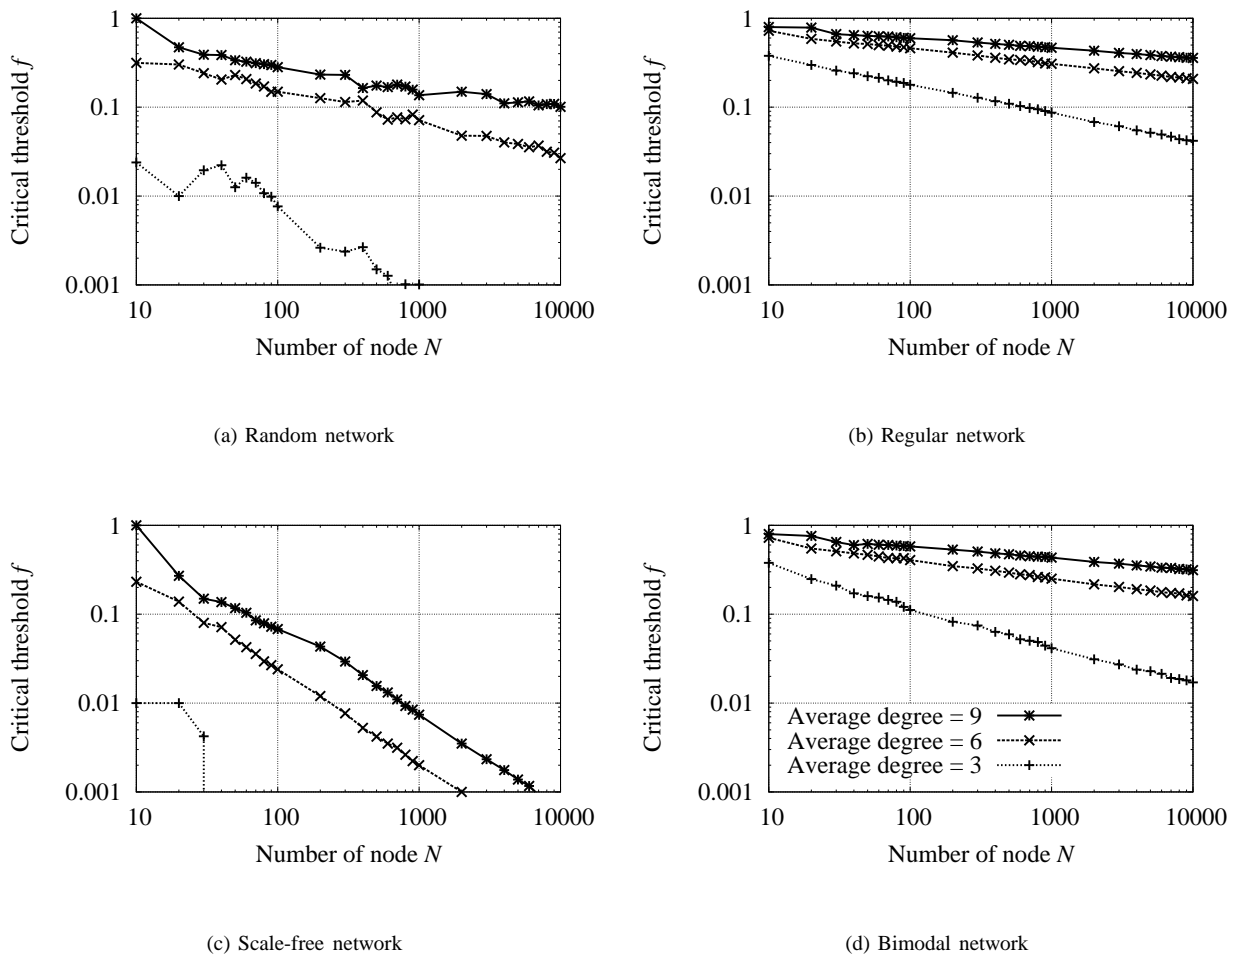 1
0.1
0.01
0.001
10
100
1000
10000
Critical threshold f
Number of node N
(a) Random network
1
0.1
0.01
0.001
10
100
1000
10000
Critical threshold f
Number of node N
(b) Regular network
1
0.1
0.01
0.001
10
100
1000
10000
Critical threshold f
Number of node N
(c) Scale-free network
1
0.1
0.01
0.001
10
100
1000
10000
Critical threshold f
Number of node N
Average degree = 9
Average degree = 6
Average degree = 3
(d) Bimodal network